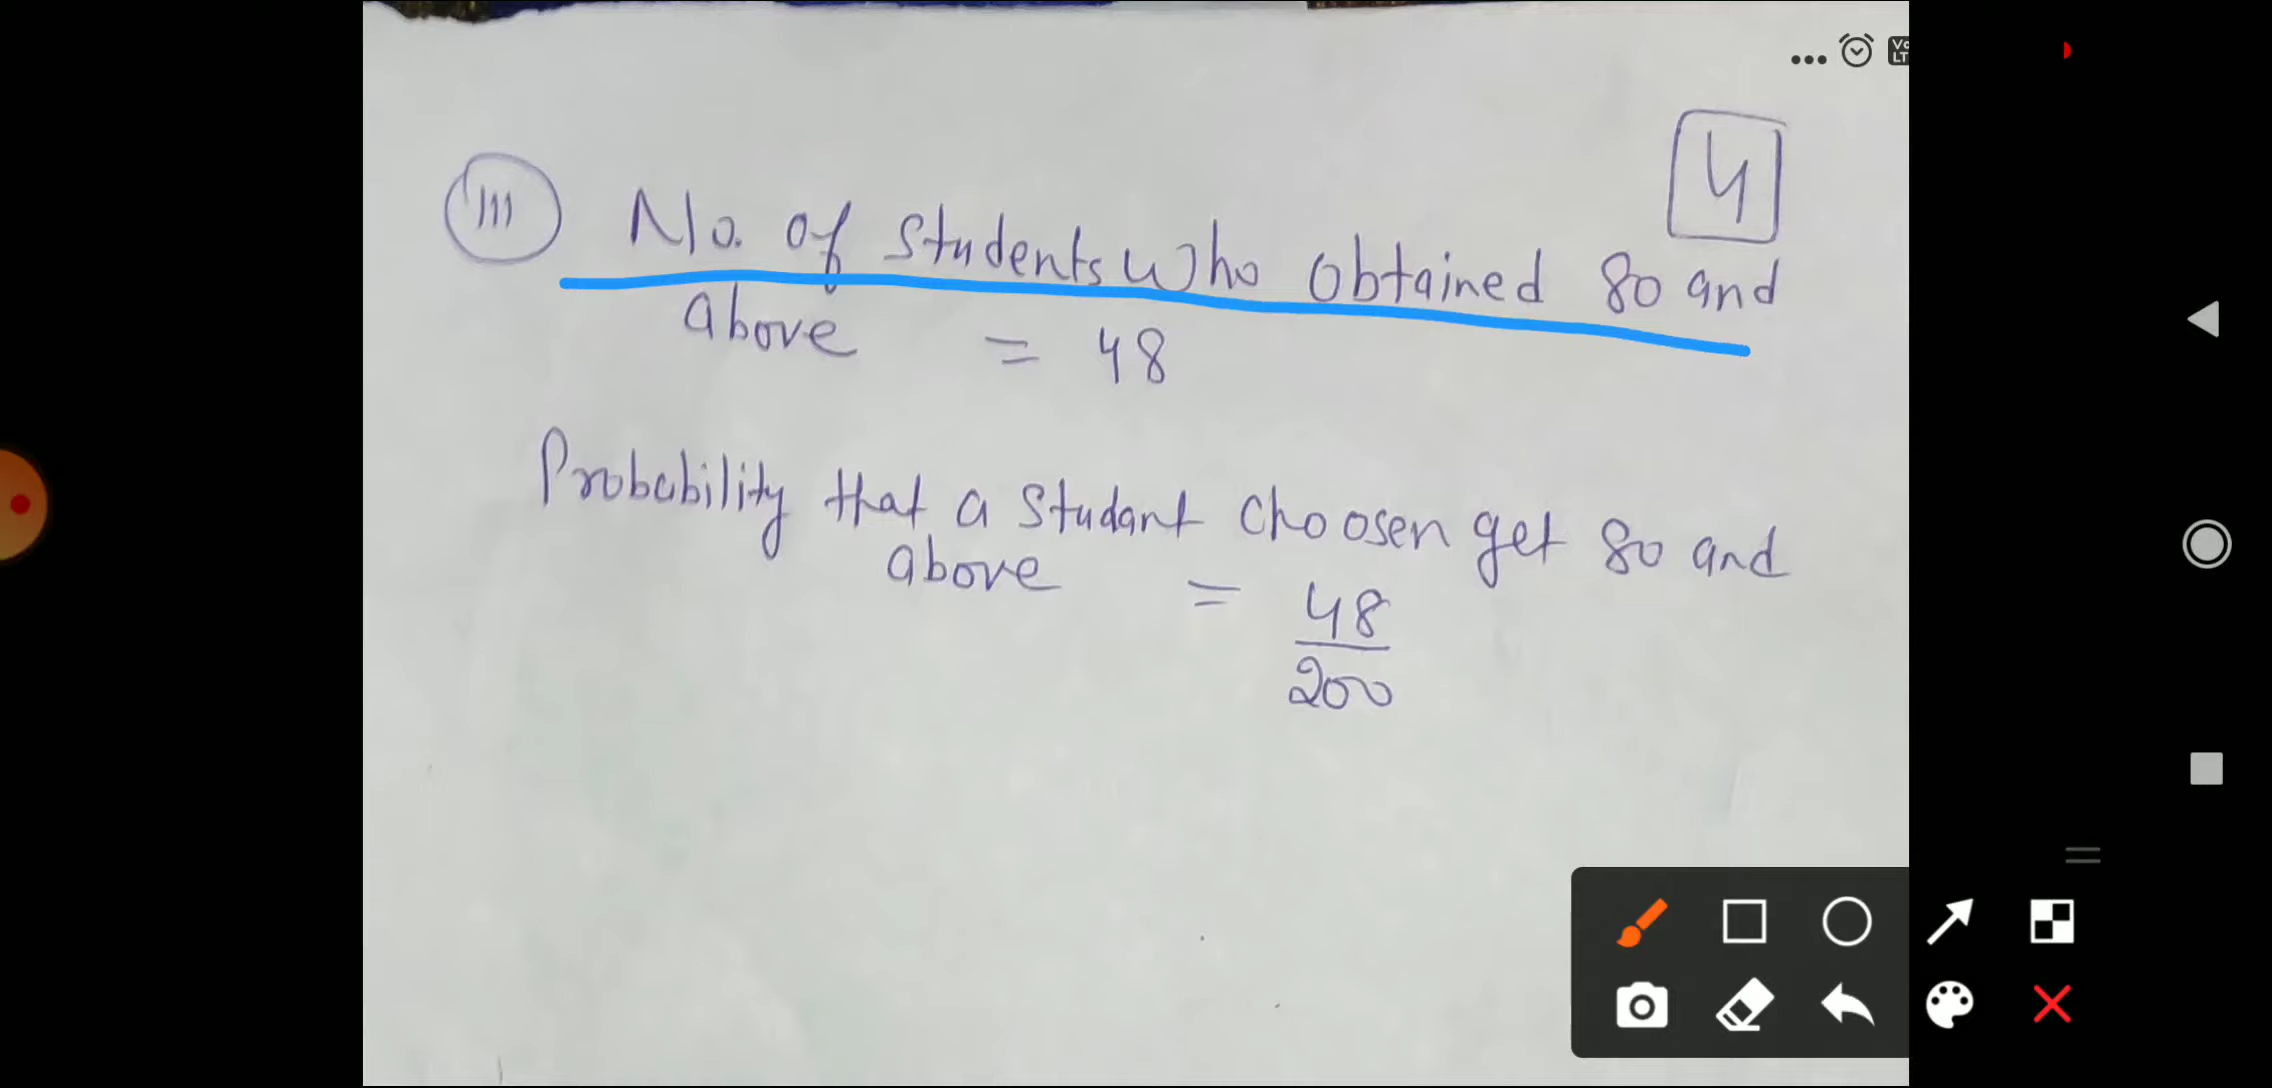 4
III No. of students who obtained 80 and
above = 48
Probability that a studant choosen get 80 and
above = 48
200